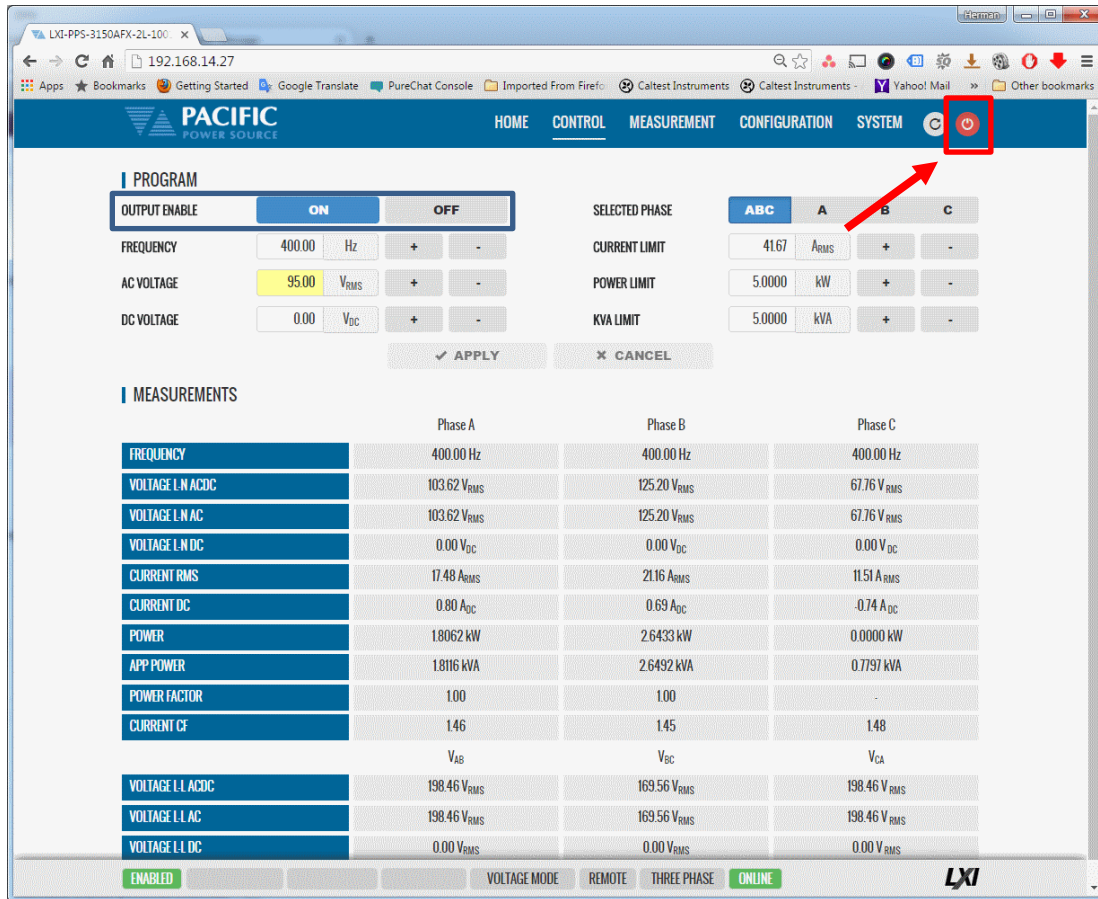 Herman
LXI-PPS-3150AFX-2L-100
192.168.14.27
Apps Bookmarks Getting Started Google Translate PureChat Console Imported From Firefo Caltest Instruments Caltest Instruments - Yahoo! Mail » Other bookmarks
PACIFIC
POWER SOURCE
HOME CONTROL MEASUREMENT CONFIGURATION SYSTEM
PROGRAM
OUTPUT ENABLE ON OFF SELECTED PHASE ABC A B C
FREQUENCY 400.00 Hz + - CURRENT LIMIT 41.67 ARMS + -
AC VOLTAGE 95.00 VRMS + - POWER LIMIT 5.0000 kW + -
DC VOLTAGE 0.00 VDC + - KVA LIMIT 5.0000 kVA + -
✓ APPLY ✕ CANCEL
MEASUREMENTS
Phase A Phase B Phase C
FREQUENCY 400.00 Hz 400.00 Hz 400.00 Hz
VOLTAGE L-N ACDC 103.62 VRMS 125.20 VRMS 67.76 VRMS
VOLTAGE L-N AC 103.62 VRMS 125.20 VRMS 67.76 VRMS
VOLTAGE L-N DC 0.00 VDC 0.00 VDC 0.00 VDC
CURRENT RMS 17.48 ARMS 21.16 ARMS 11.51 ARMS
CURRENT DC 0.80 ADC 0.69 ADC -0.74 ADC
POWER 1.8062 kW 2.6433 kW 0.0000 kW
APP POWER 1.8116 kVA 2.6492 kVA 0.7797 kVA
POWER FACTOR 1.00 1.00 -
CURRENT CF 1.46 1.45 1.48
VAB VBC VCA
VOLTAGE L-L ACDC 198.46 VRMS 169.56 VRMS 198.46 VRMS
VOLTAGE L-L AC 198.46 VRMS 169.56 VRMS 198.46 VRMS
VOLTAGE L-L DC 0.00 VRMS 0.00 VRMS 0.00 VRMS
ENABLED VOLTAGE MODE REMOTE THREE PHASE ONLINE LXI